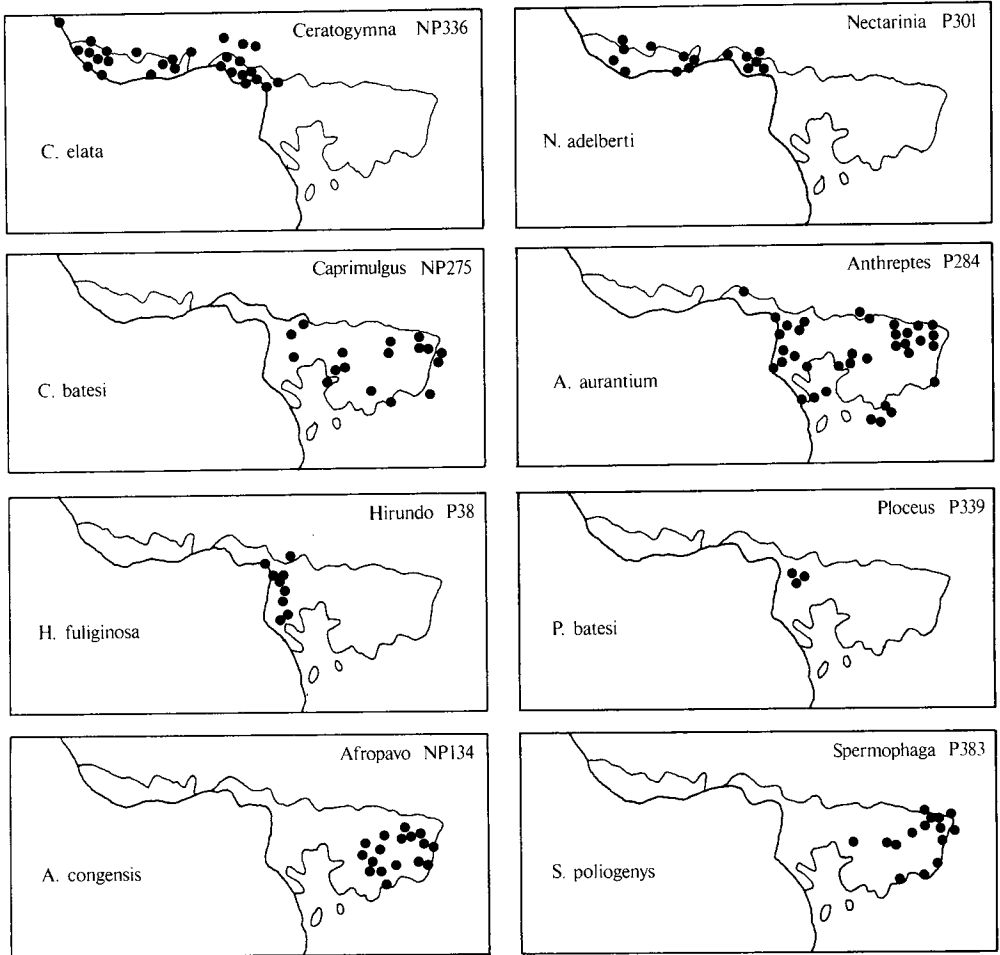 Ceratogymna NP336
C. elata
Nectarinia P301
N. adelberti
Caprimulgus NP275
C. batesi
Anthreptes P284
A. aurantium
Hirundo P38
H. fuliginosa
Ploceus P339
P. batesi
Afropavo NP134
A. congensis
Spermophaga P383
S. poliogenys